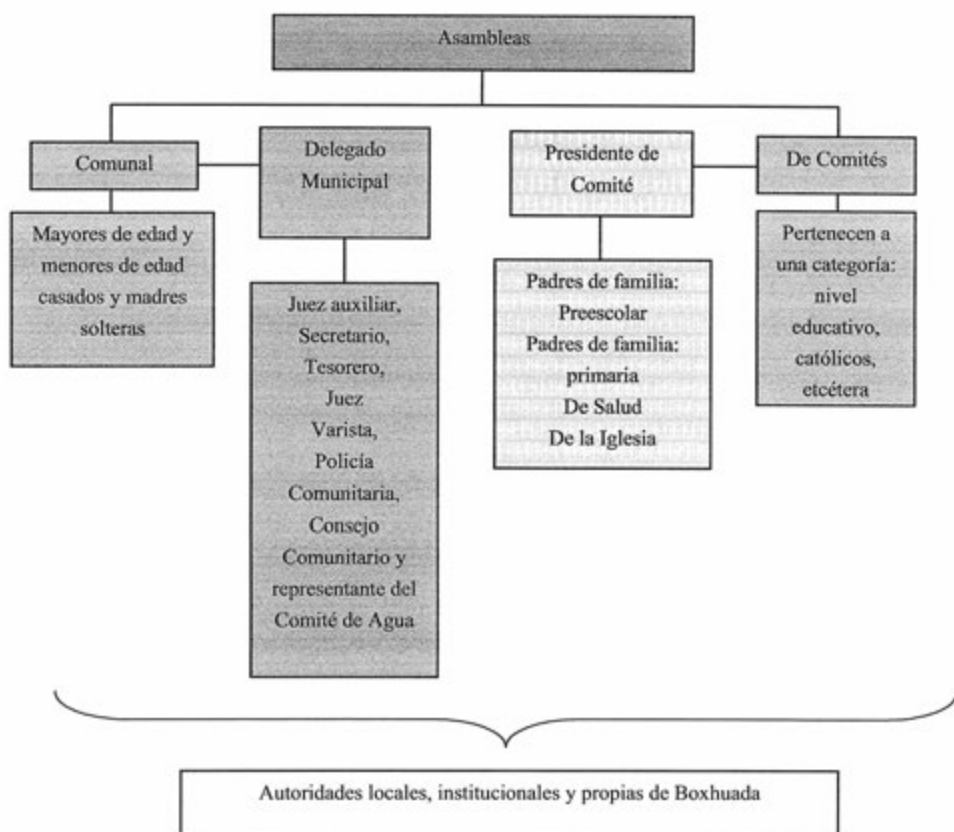 Asambleas
Comunal
Delegado
Municipal
Presidente de
Comité
De Comités
Mayores de edad y
menores de edad
casados y madres
solteras
Juez auxiliar,
Secretario,
Tesorero,
Juez
Varista,
Policía
Comunitaria,
Consejo
Comunitario y
representante del
Comité de Agua
Padres de familia:
Preescolar
Padres de familia:
primaria
De Salud
De la Iglesia
Pertenecen a
una categoría:
nivel
educativo,
católicos,
etcétera
Autoridades locales, institucionales y propias de Boxhuada